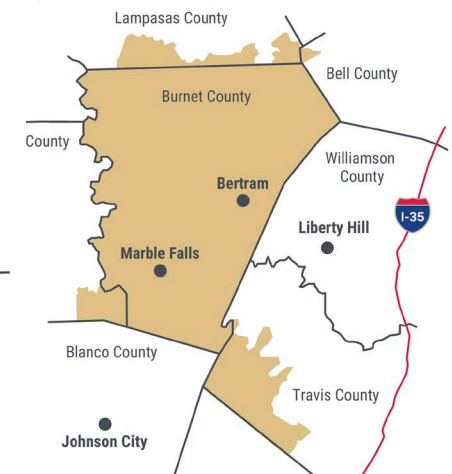 Lampasas County
Bell County
Burnet County
County
Williamson
County
Bertram
I-35
Liberty Hill
Marble Falls
Blanco County
Travis County
Johnson City